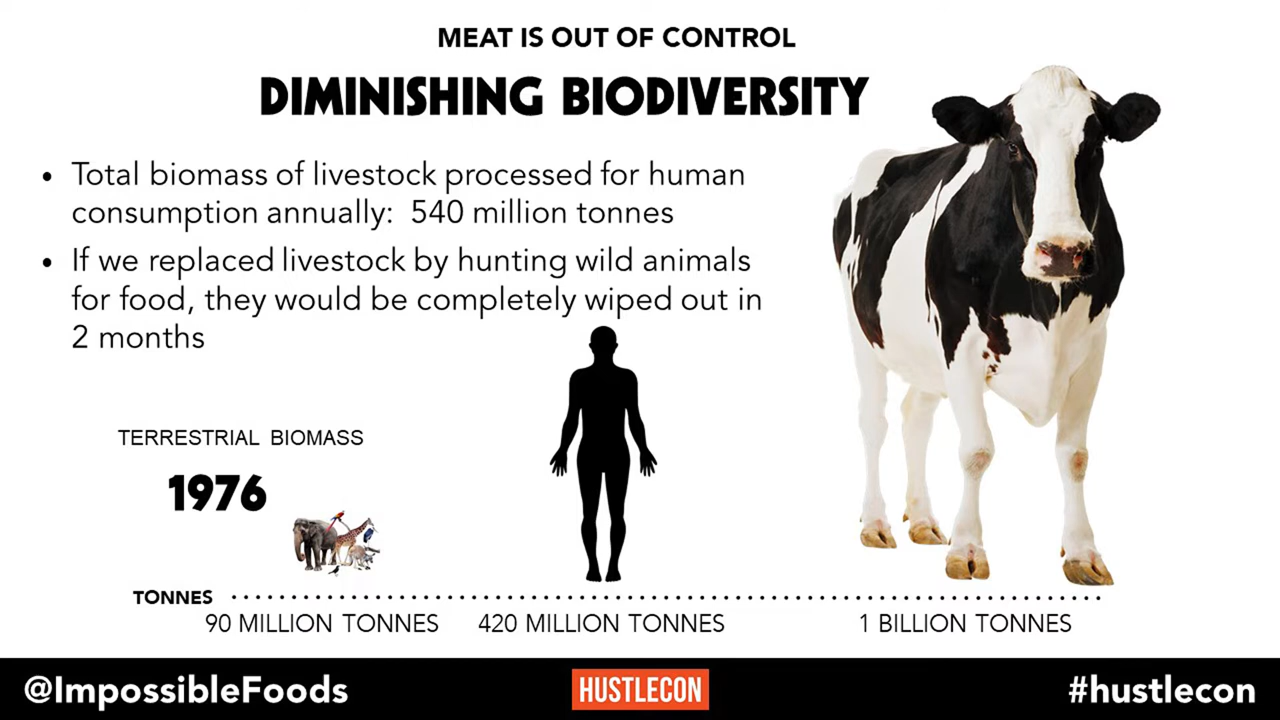 MEAT IS OUT OF CONTROL
DIMINISHING BIODIVERSITY
• Total biomass of livestock processed for human
consumption annually: 540 million tonnes
• If we replaced livestock by hunting wild animals
for food, they would be completely wiped out in
2 months
TERRESTRIAL BIOMASS
1976
TONNES
90 MILLION TONNES 420 MILLION TONNES 1 BILLION TONNES
@ImpossibleFoods HUSTLECON #hustlecon